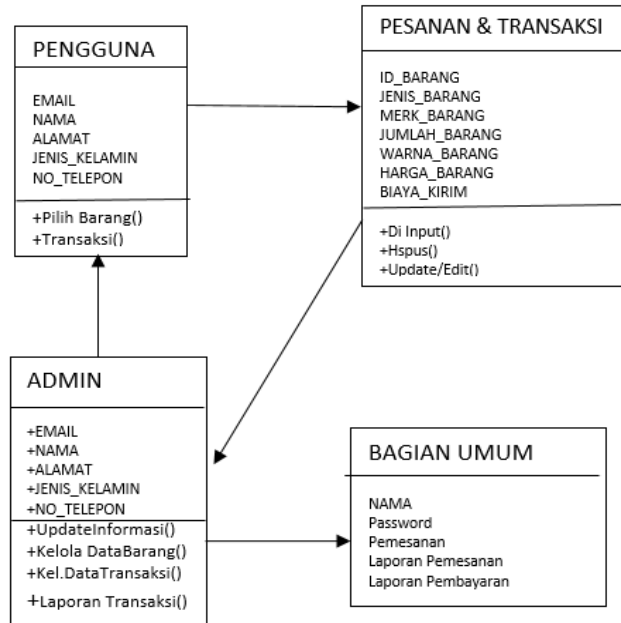 PENGGUNA
EMAIL
NAMA
ALAMAT
JENIS_KELAMIN
NO_TELEPON
+Pilih Barang()
+Transaksi()
PESANAN & TRANSAKSI
ID_BARANG
JENIS_BARANG
MERK_BARANG
JUMLAH_BARANG
WARNA_BARANG
HARGA_BARANG
BIAYA_KIRIM
+Di Input()
+Hspus()
+Update/Edit()
ADMIN
+EMAIL
+NAMA
+ALAMAT
+JENIS_KELAMIN
+NO_TELEPON
+UpdateInformasi()
+Kelola DataBarang()
+Kel.DataTransaksi()
+Laporan Transaksi()
BAGIAN UMUM
NAMA
Password
Pemesanan
Laporan Pemesanan
Laporan Pembayaran